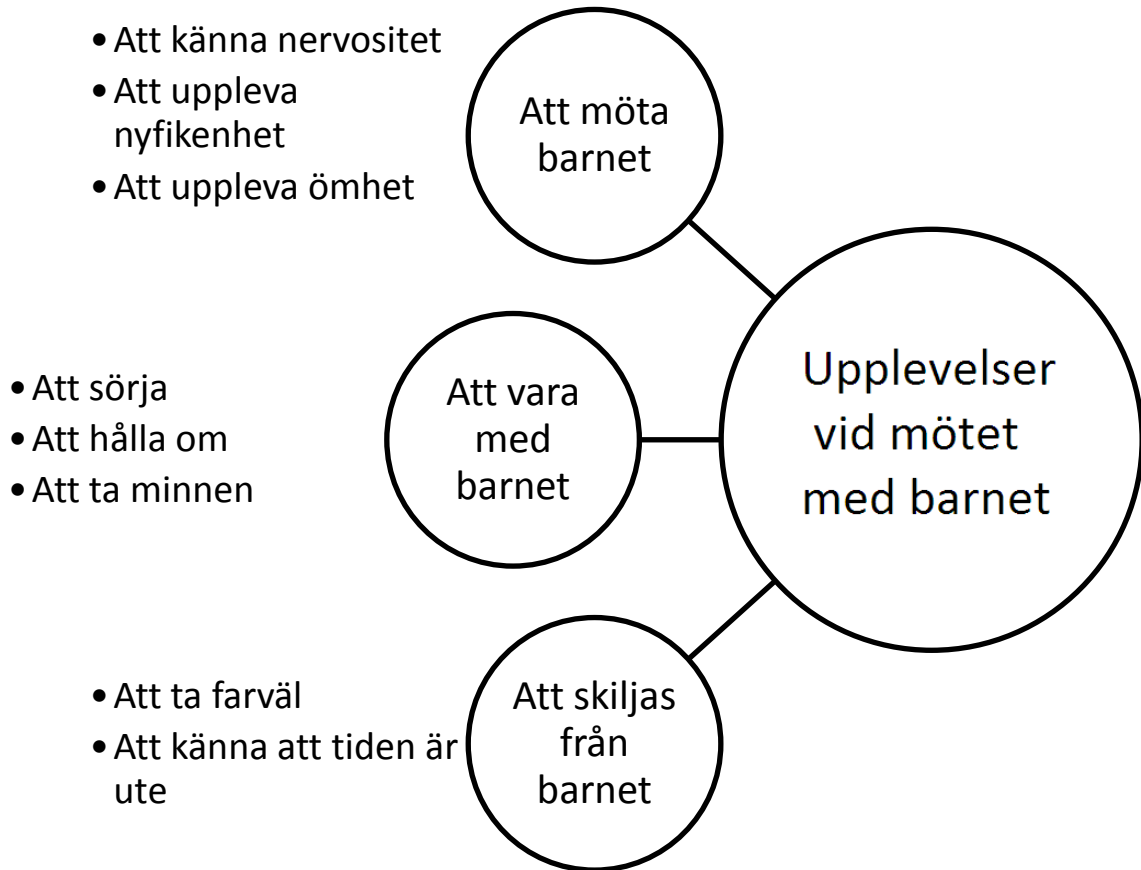 • Att känna nervositet
• Att uppleva
nyfikenhet
• Att uppleva ömhet
Att möta
barnet
• Att sörja
• Att hålla om
• Att ta minnen
Att vara
med
barnet
Upplevelser
vid mötet
med barnet
• Att ta farväl
• Att känna att tiden är
ute
Att skiljas
från
barnet